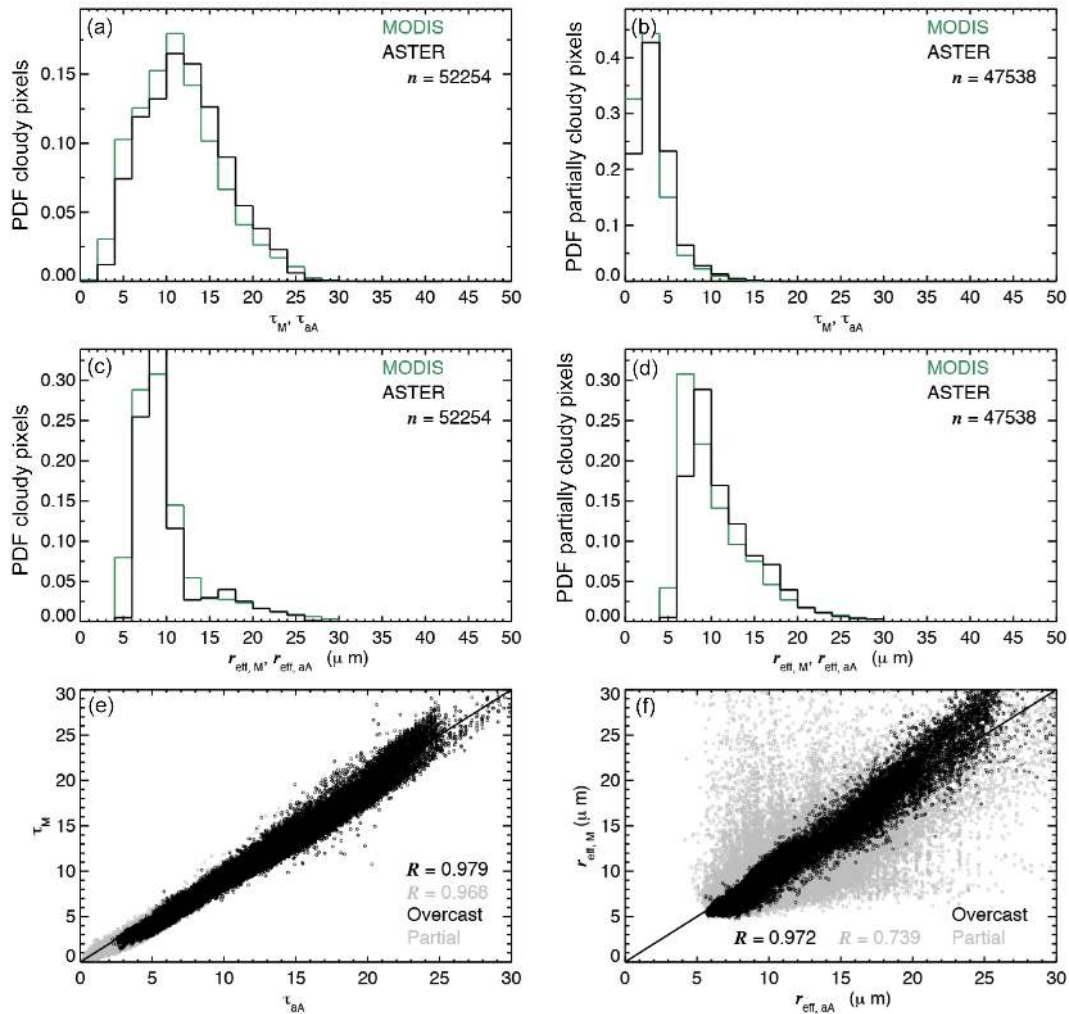 (a)
MODIS
ASTER
n = 52254
PDF cloudy pixels
0.15
0.10
0.05
0.00
0 5 10 15 20 25 30 35 40 45 50
τM, τaA
(b)
MODIS
ASTER
n = 47538
PDF partially cloudy pixels
0.4
0.3
0.2
0.1
0.0
0 5 10 15 20 25 30 35 40 45 50
τM, τaA
(c)
MODIS
ASTER
n = 52254
PDF cloudy pixels
0.30
0.25
0.20
0.15
0.10
0.05
0.00
0 5 10 15 20 25 30 35 40 45 50
reff, M, reff, aA (μ m)
(d)
MODIS
ASTER
n = 47538
PDF partially cloudy pixels
0.30
0.25
0.20
0.15
0.10
0.05
0.00
0 5 10 15 20 25 30 35 40 45 50
reff, M, reff, aA (μ m)
(e)
30
25
20
15
10
5
0
τM
R = 0.979
R = 0.968
Overcast
Partial
0 5 10 15 20 25 30
τaA
(f)
30
25
20
15
10
5
0
reff, M (μ m)
Overcast
R = 0.972 R = 0.739 Partial
0 5 10 15 20 25 30
reff, aA (μ m)